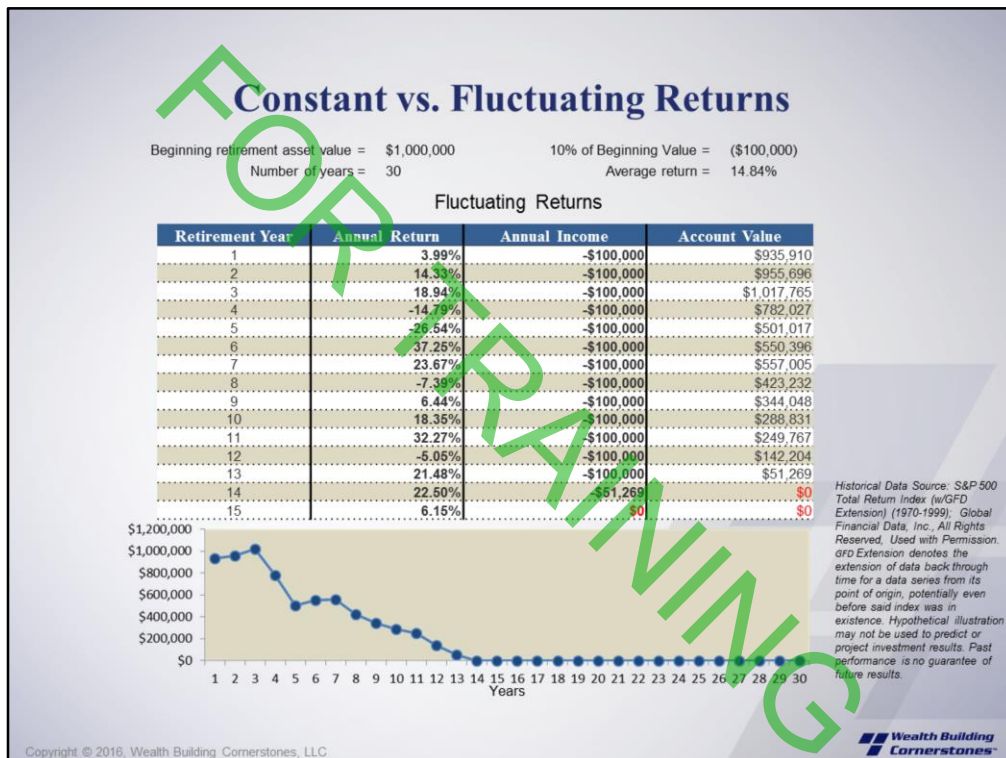 Constant vs. Fluctuating Returns
Beginning retirement asset value = $1,000,000 10% of Beginning Value = ($100,000)
Number of years = 30 Average return = 14.84%
Fluctuating Returns
Retirement Year Annual Return Annual Income Account Value
1 3.99% -$100,000 $935,910
2 14.33% -$100,000 $955,696
3 18.94% -$100,000 $1,017,765
4 -14.79% -$100,000 $782,027
5 -26.54% -$100,000 $501,017
6 37.25% -$100,000 $550,396
7 23.67% -$100,000 $557,005
8 -7.39% -$100,000 $423,232
9 6.44% -$100,000 $344,048
10 18.35% -$100,000 $288,831
11 32.27% -$100,000 $249,767
12 -5.05% -$100,000 $142,204
13 21.48% -$100,000 $51,269
14 22.50% -$51,269 $0
15 6.15% $0 $0
$1,200,000
$1,000,000
$800,000
$600,000
$400,000
$200,000
$0
1 2 3 4 5 6 7 8 9 10 11 12 13 14 15 16 17 18 19 20 21 22 23 24 25 26 27 28 29 30
Years
Historical Data Source: S&P 500
Total Return Index (w/GFD
Extension) (1970-1999); Global
Financial Data, Inc., All Rights
Reserved, Used with Permission.
GFD Extension denotes the
extension of data back through
time for a data series from its
point of origin, potentially even
before said index was in
existence. Hypothetical illustration
may not be used to predict or
project investment results. Past
performance is no guarantee of
future results.
FOR TRAINING
Copyright © 2016, Wealth Building Cornerstones, LLC
Wealth Building
Cornerstones™